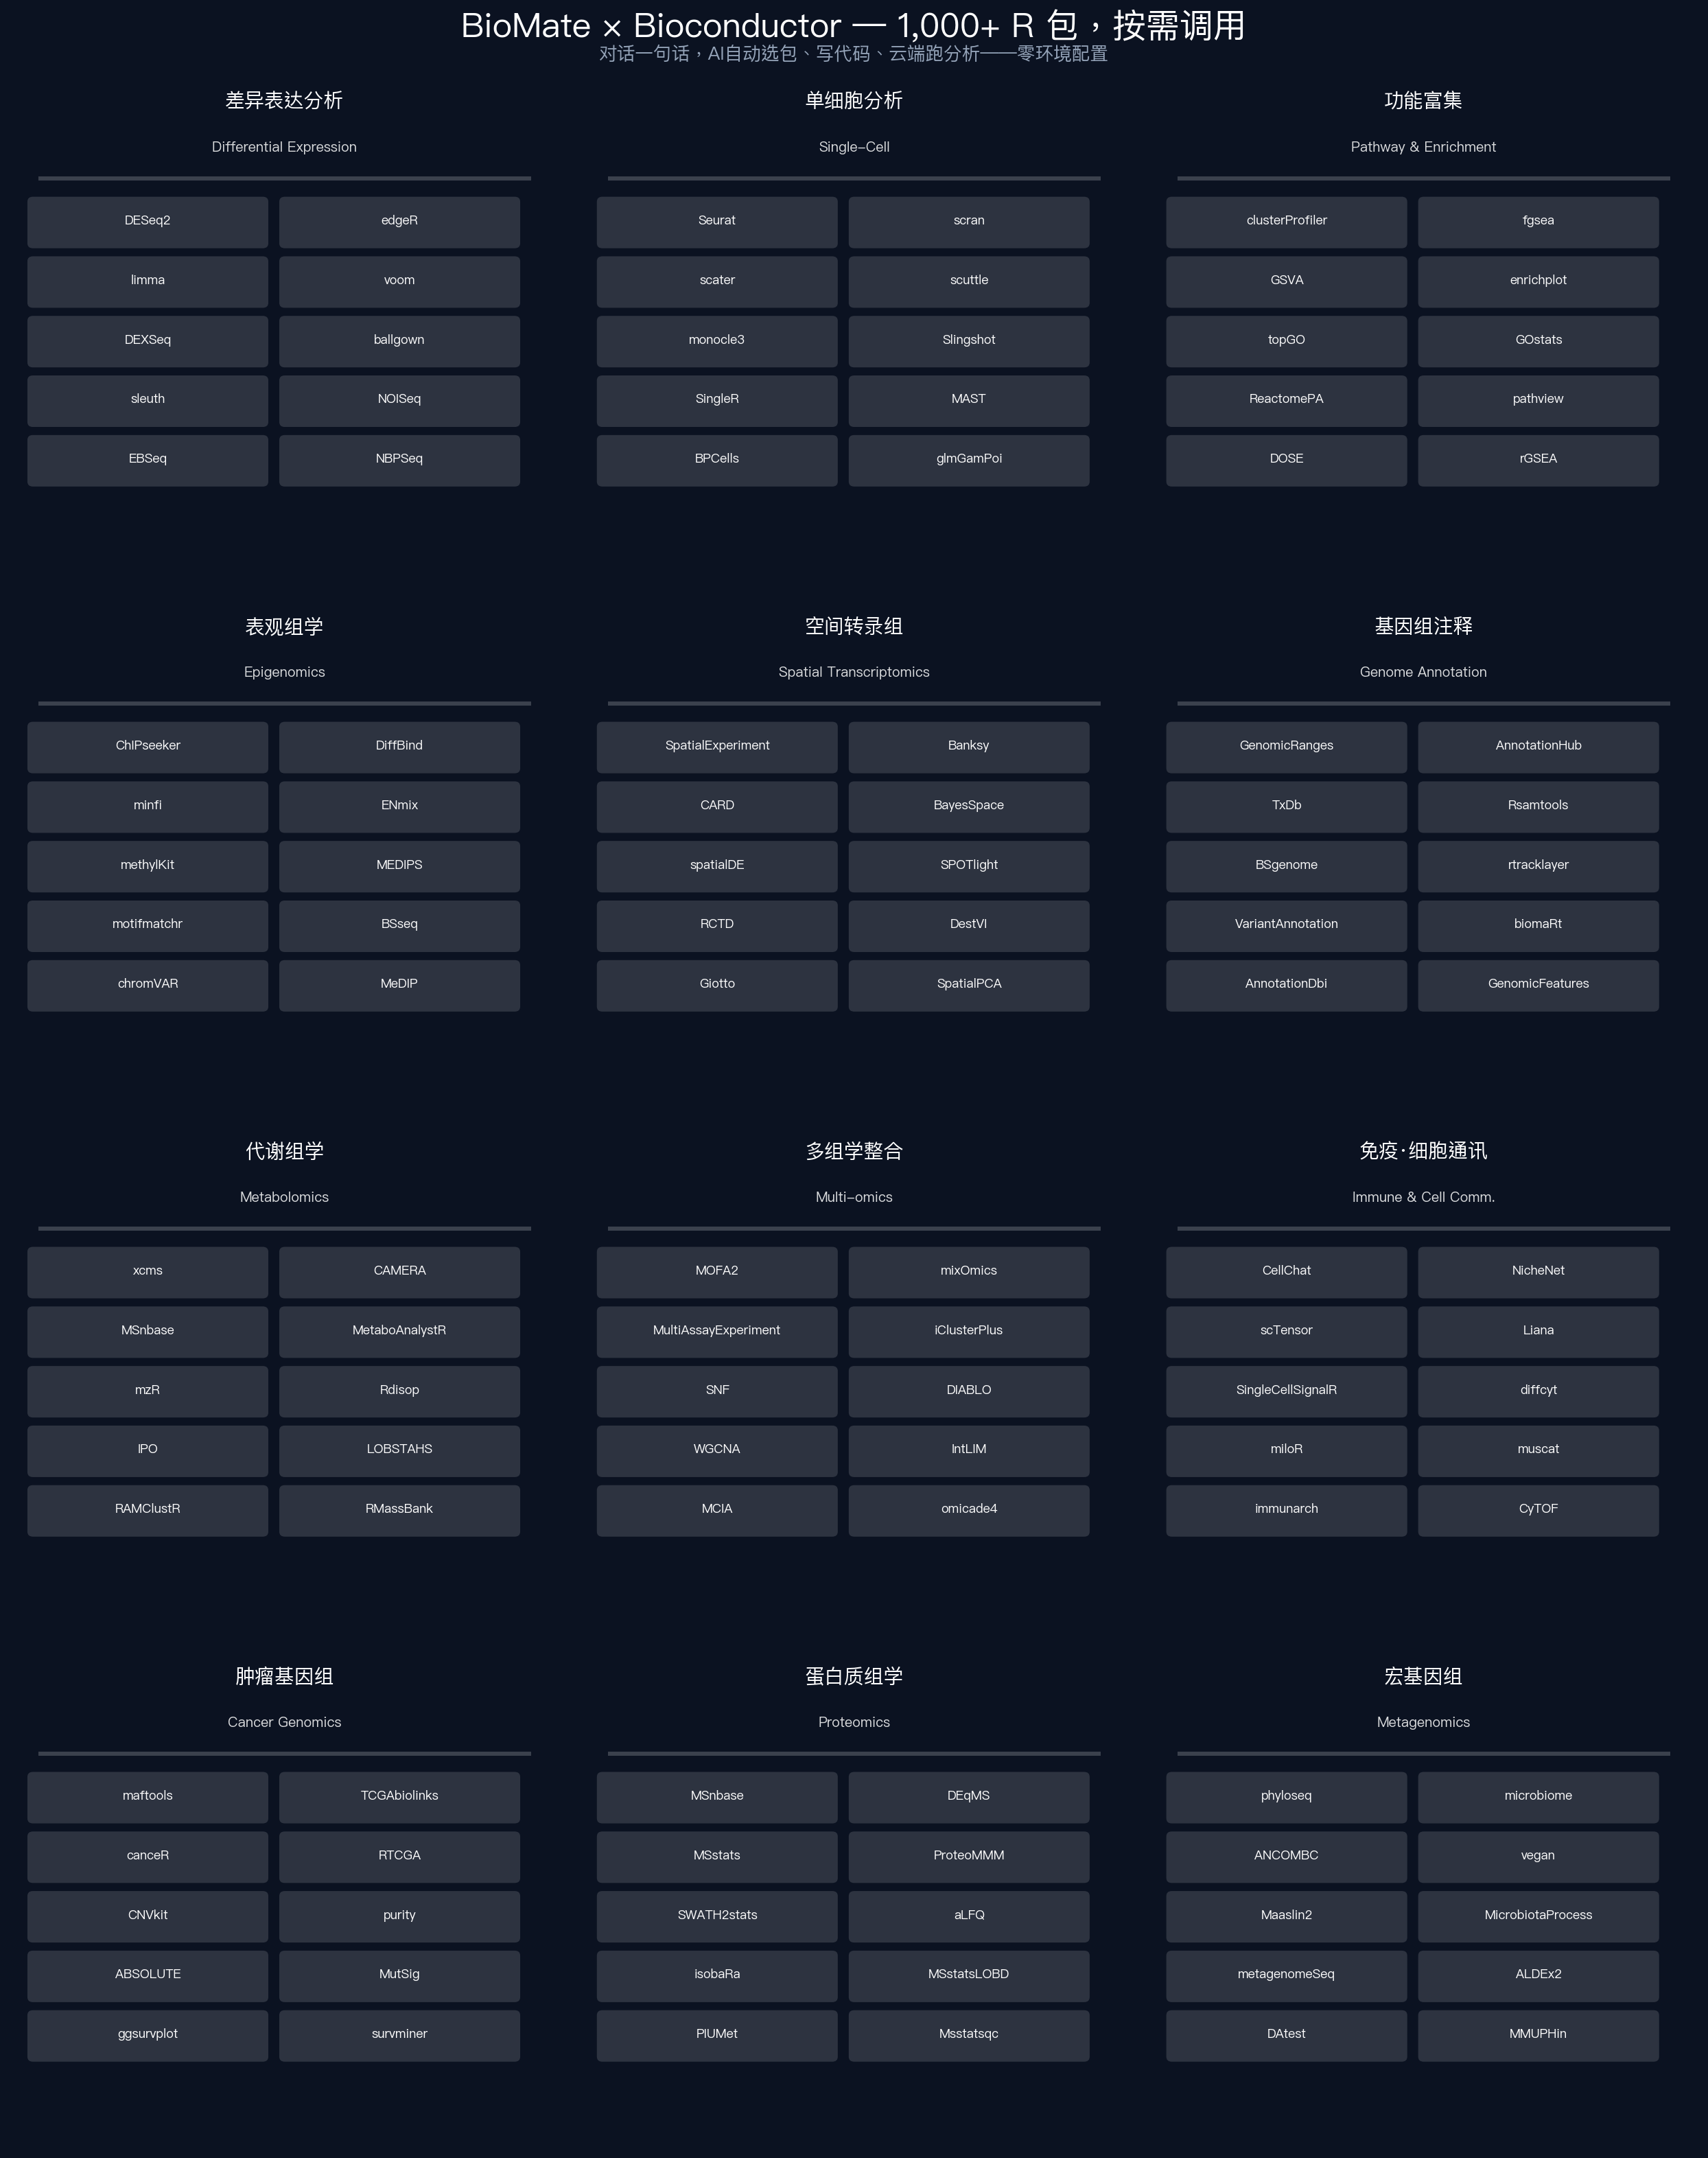 BioMate × Bioconductor — 1,000+ R 包，按需调用
对话一句话，AI自动选包、写代码、云端跑分析——零环境配置
差异表达分析
Differential Expression
DESeq2
edgeR
limma
voom
DEXSeq
ballgown
sleuth
NOISeq
EBSeq
NBPSeq
单细胞分析
Single-Cell
Seurat
scran
scater
scuttle
monocle3
Slingshot
SingleR
MAST
BPCells
glmGamPoi
功能富集
Pathway & Enrichment
clusterProfiler
fgsea
GSVA
enrichplot
topGO
GOstats
ReactomePA
pathview
DOSE
rGSEA
表观组学
Epigenomics
ChIPseeker
DiffBind
minfi
ENmix
methylKit
MEDIPS
motifmatchr
BSseq
chromVAR
MeDIP
空间转录组
Spatial Transcriptomics
SpatialExperiment
Banksy
CARD
BayesSpace
spatialDE
SPOTlight
RCTD
DestVI
Giotto
SpatialPCA
基因组注释
Genome Annotation
GenomicRanges
AnnotationHub
TxDb
Rsamtools
BSgenome
rtracklayer
VariantAnnotation
biomaRt
AnnotationDbi
GenomicFeatures
代谢组学
Metabolomics
xcms
CAMERA
MSnbase
MetaboAnalystR
mzR
Rdisop
IPO
LOBSTAHS
RAMClustR
RMassBank
多组学整合
Multi-omics
MOFA2
mixOmics
MultiAssayExperiment
iClusterPlus
SNF
DIABLO
WGCNA
IntLIM
MCIA
omicade4
免疫·细胞通讯
Immune & Cell Comm.
CellChat
NicheNet
scTensor
Liana
SingleCellSignalR
diffcyt
miloR
muscat
immunarch
CyTOF
肿瘤基因组
Cancer Genomics
maftools
TCGAbiolinks
canceR
RTCGA
CNVkit
purity
ABSOLUTE
MutSig
ggsurvplot
survminer
蛋白质组学
Proteomics
MSnbase
DEqMS
MSstats
ProteoMMM
SWATH2stats
aLFQ
isobaRa
MSstatsLOBD
PIUMet
Msstatsqc
宏基因组
Metagenomics
phyloseq
microbiome
ANCOMBC
vegan
Maaslin2
MicrobiotaProcess
metagenomeSeq
ALDEx2
DAtest
MMUPHin